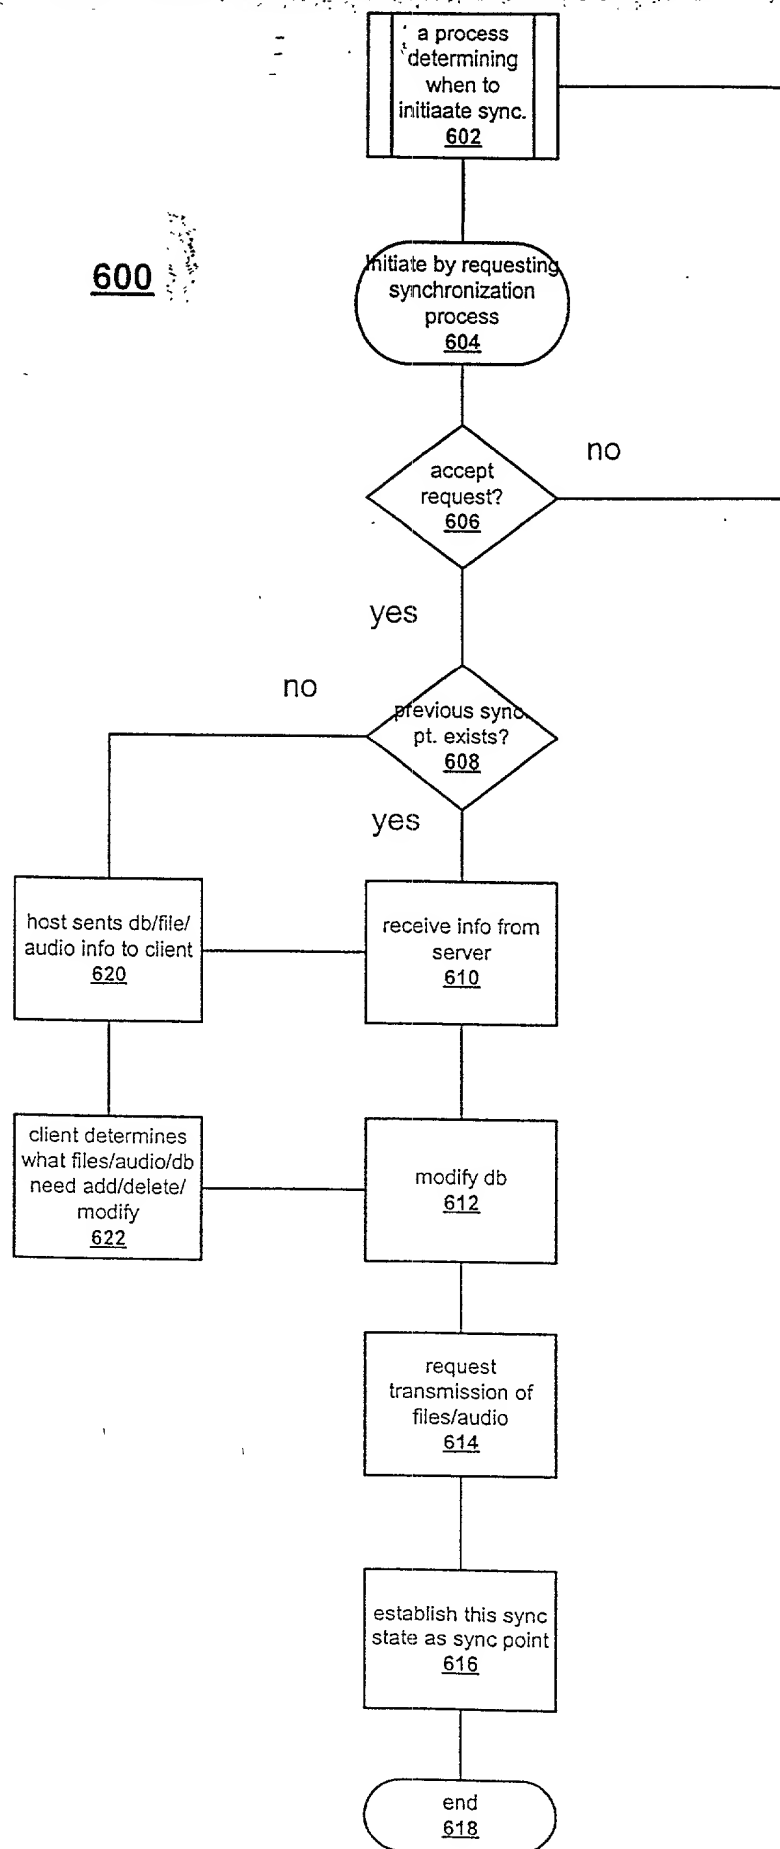 a process
determining
when to
initiaate sync.
602
600
Initiate by requesting
synchronization
process
604
no
accept
request?
606
yes
no
previous sync.
pt. exists?
608
yes
host sents db/file/
audio info to client
620
receive info from
server
610
client determines
what files/audio/db
need add/delete/
modify
622
modify db
612
request
transmission of
files/audio
614
establish this sync
state as sync point
616
end
618